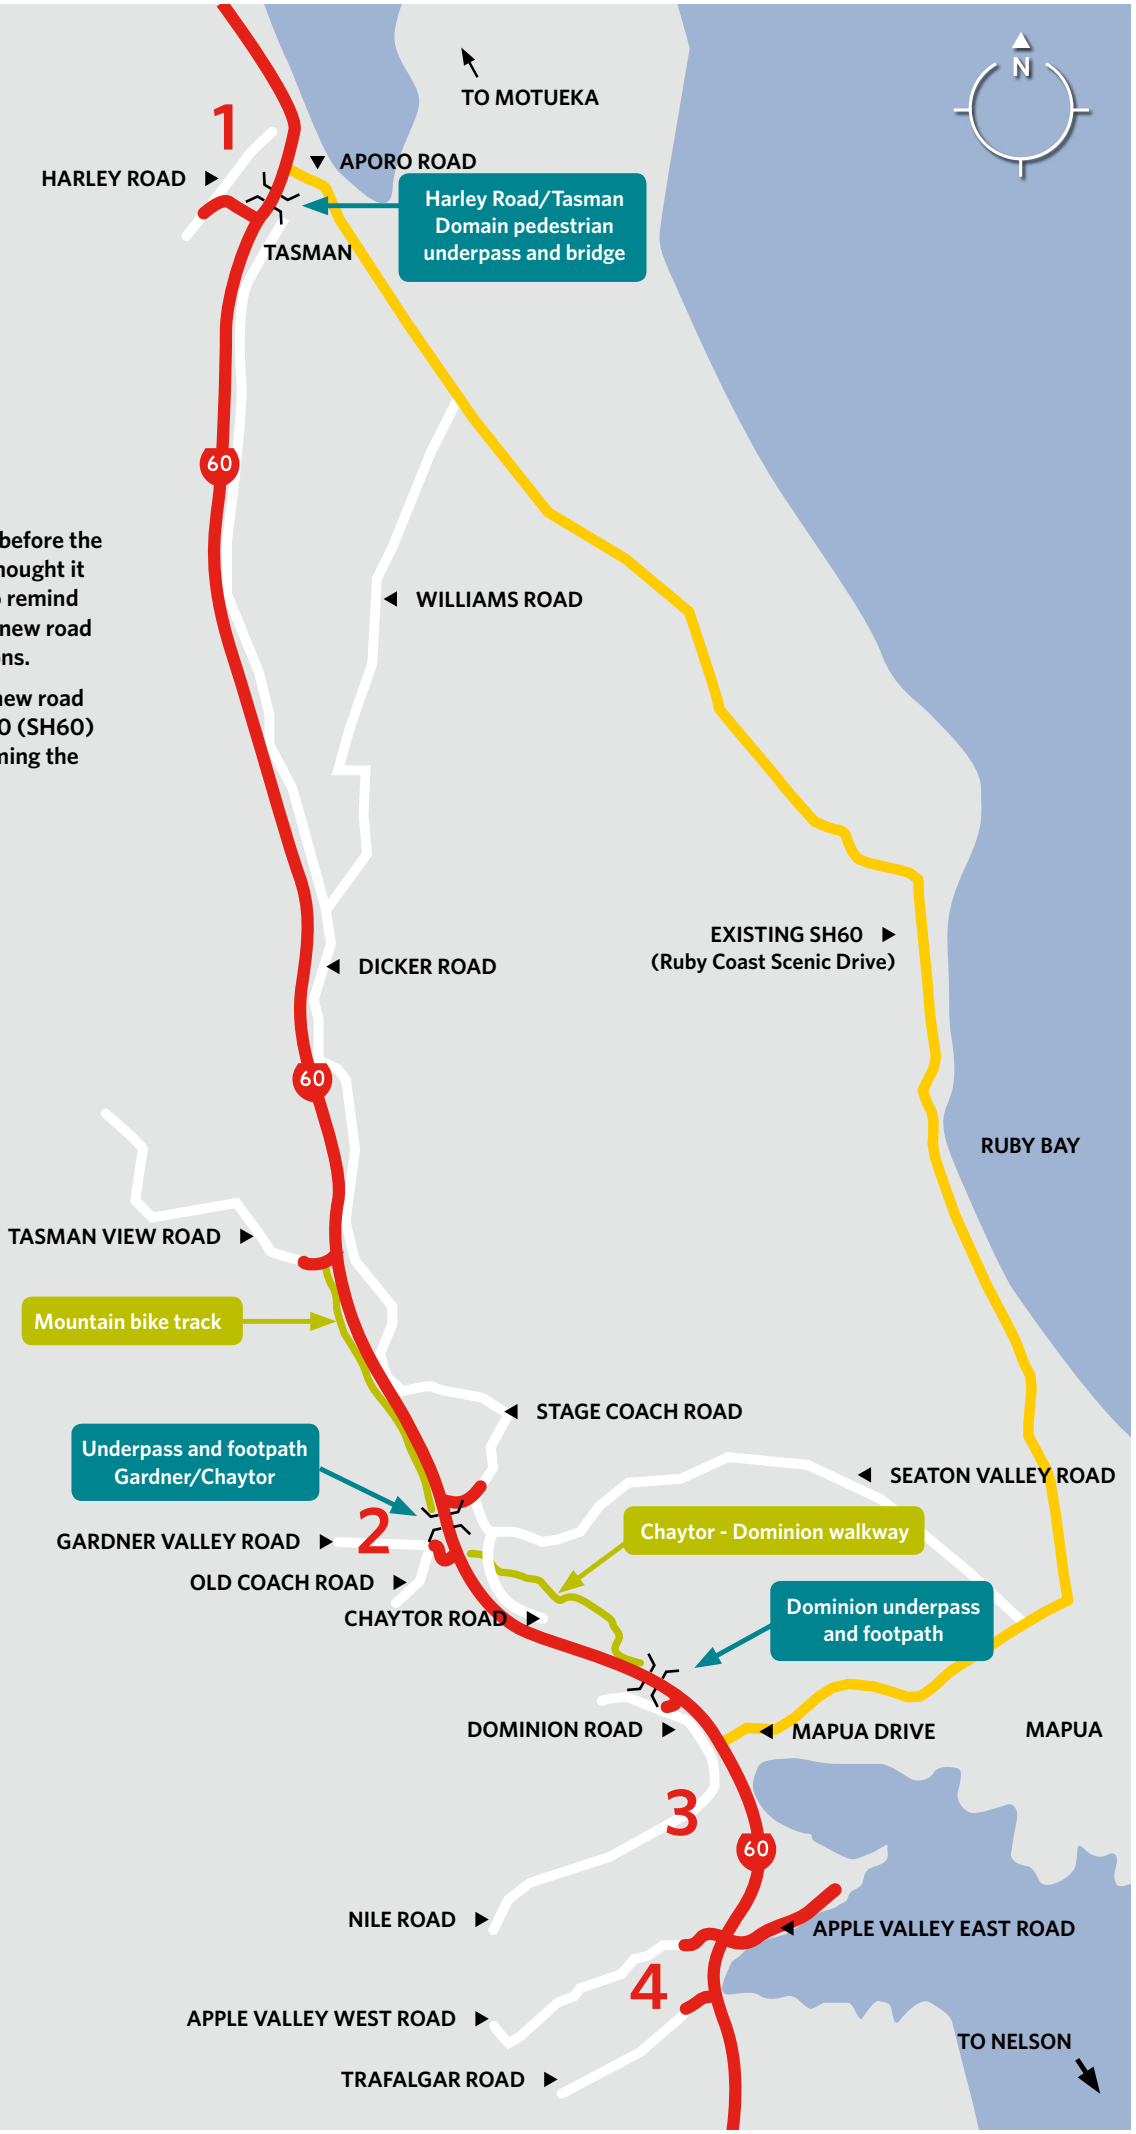 N
TO MOTUEKA
1
APORO ROAD
HARLEY ROAD
Harley Road/Tasman
Domain pedestrian
underpass and bridge
TASMAN
60
before the
hought it
o remind
new road
ons.
new road
0 (SH60)
ning the
WILLIAMS ROAD
EXISTING SH60
(Ruby Coast Scenic Drive)
DICKER ROAD
60
RUBY BAY
TASMAN VIEW ROAD
Mountain bike track
STAGE COACH ROAD
Underpass and footpath
Gardner/Chaytor
SEATON VALLEY ROAD
2
Chaytor - Dominion walkway
GARDNER VALLEY ROAD
OLD COACH ROAD
CHAYTOR ROAD
Dominion underpass
and footpath
DOMINION ROAD
MAPUA DRIVE
MAPUA
3
60
NILE ROAD
APPLE VALLEY EAST ROAD
4
APPLE VALLEY WEST ROAD
TO NELSON
TRAFALGAR ROAD